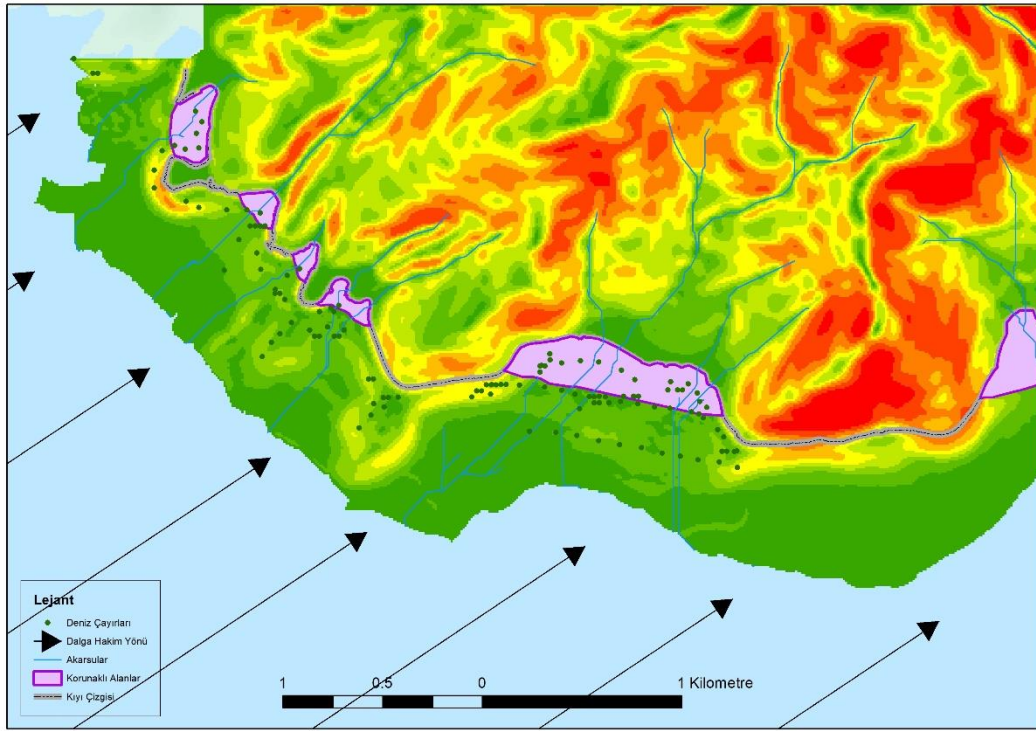 Lejant
Deniz Çayırları
Dalga Hakim Yönü
Akarsular
Korunaklı Alanlar
Kıyı Çizgisi
1 0.5 0 1 Kilometre